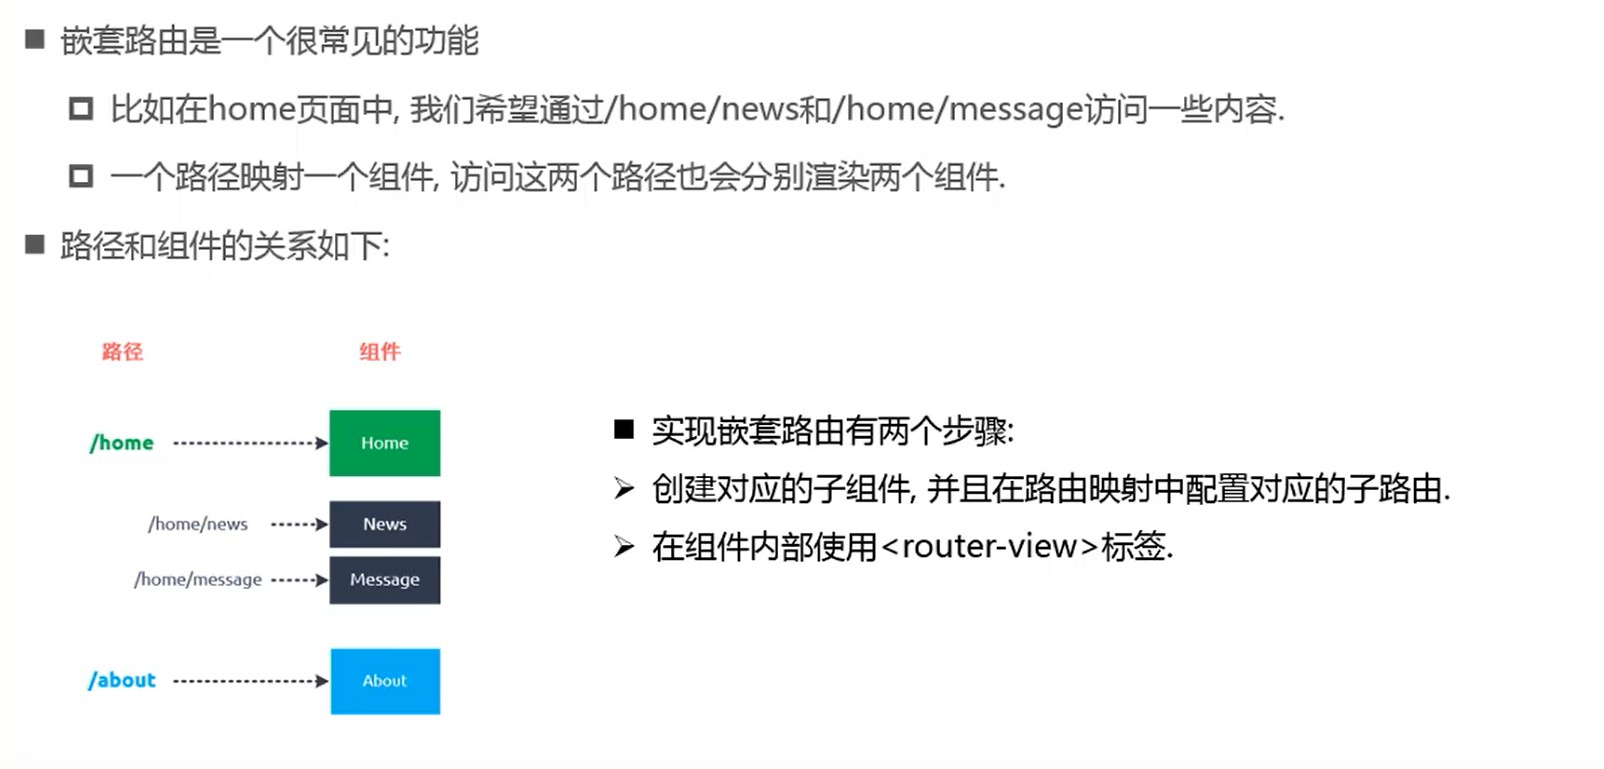 嵌套路由是一个很常见的功能
比如在home页面中, 我们希望通过/home/news和/home/message访问一些内容.
一个路径映射一个组件, 访问这两个路径也会分别渲染两个组件.
路径和组件的关系如下:
路径 组件
/home Home
/home/news News
/home/message Message
/about About
实现嵌套路由有两个步骤:
创建对应的子组件, 并且在路由映射中配置对应的子路由.
在组件内部使用<router-view>标签.